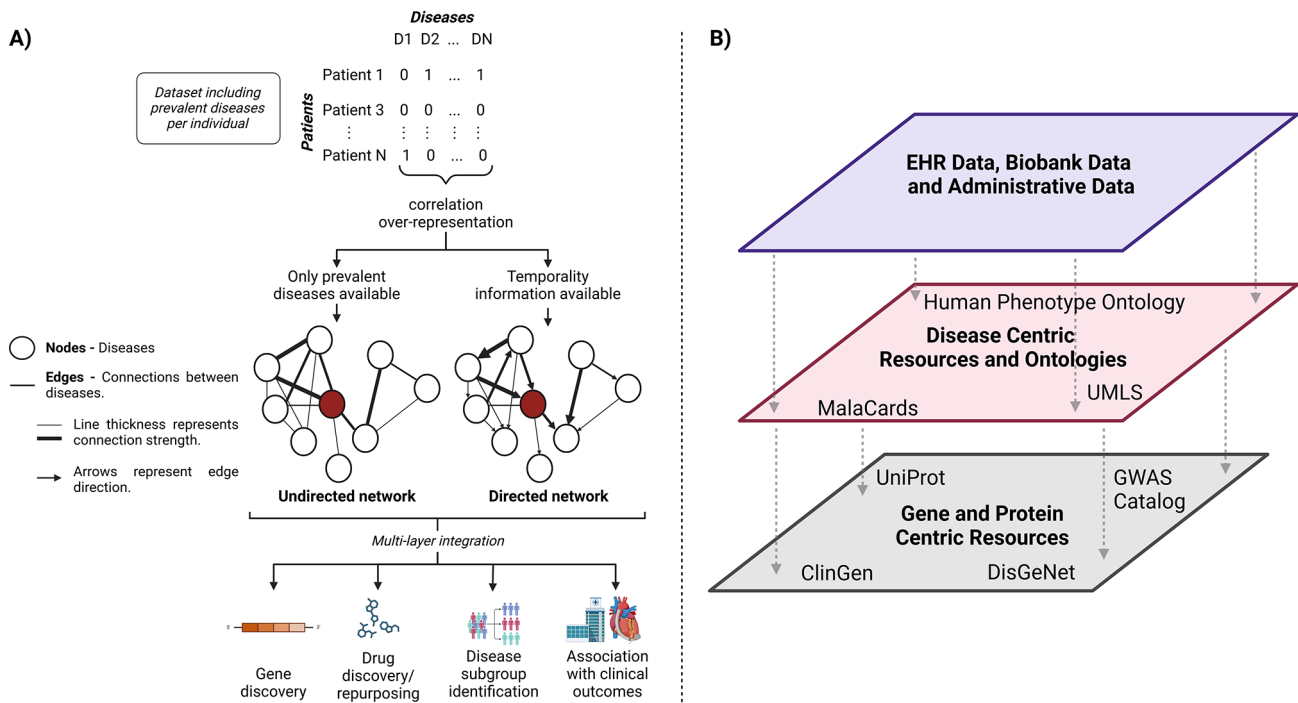 A)
Diseases
D1 D2 ... DN
Dataset including
prevalent diseases
per individual
Patients
Patient 1 0 1 ... 1
Patient 3 0 0 ... 0
⋮ ⋮ ⋮ ⋮ ⋮
Patient N 1 0 ... 0
correlation
over-representation
Only prevalent
diseases available
Temporality
information available
Nodes - Diseases
Edges - Connections between
diseases.
Line thickness represents
connection strength.
Arrows represent edge
direction.
Undirected network
Directed network
Multi-layer integration
5' 3'
Gene
discovery
Drug
discovery/
repurposing
Disease
subgroup
identification
Association
with clinical
outcomes
B)
EHR Data, Biobank Data
and Administrative Data
Human Phenotype Ontology
Disease Centric
Resources and Ontologies
MalaCards
UMLS
UniProt
GWAS
Catalog
Gene and Protein
Centric Resources
ClinGen
DisGeNet